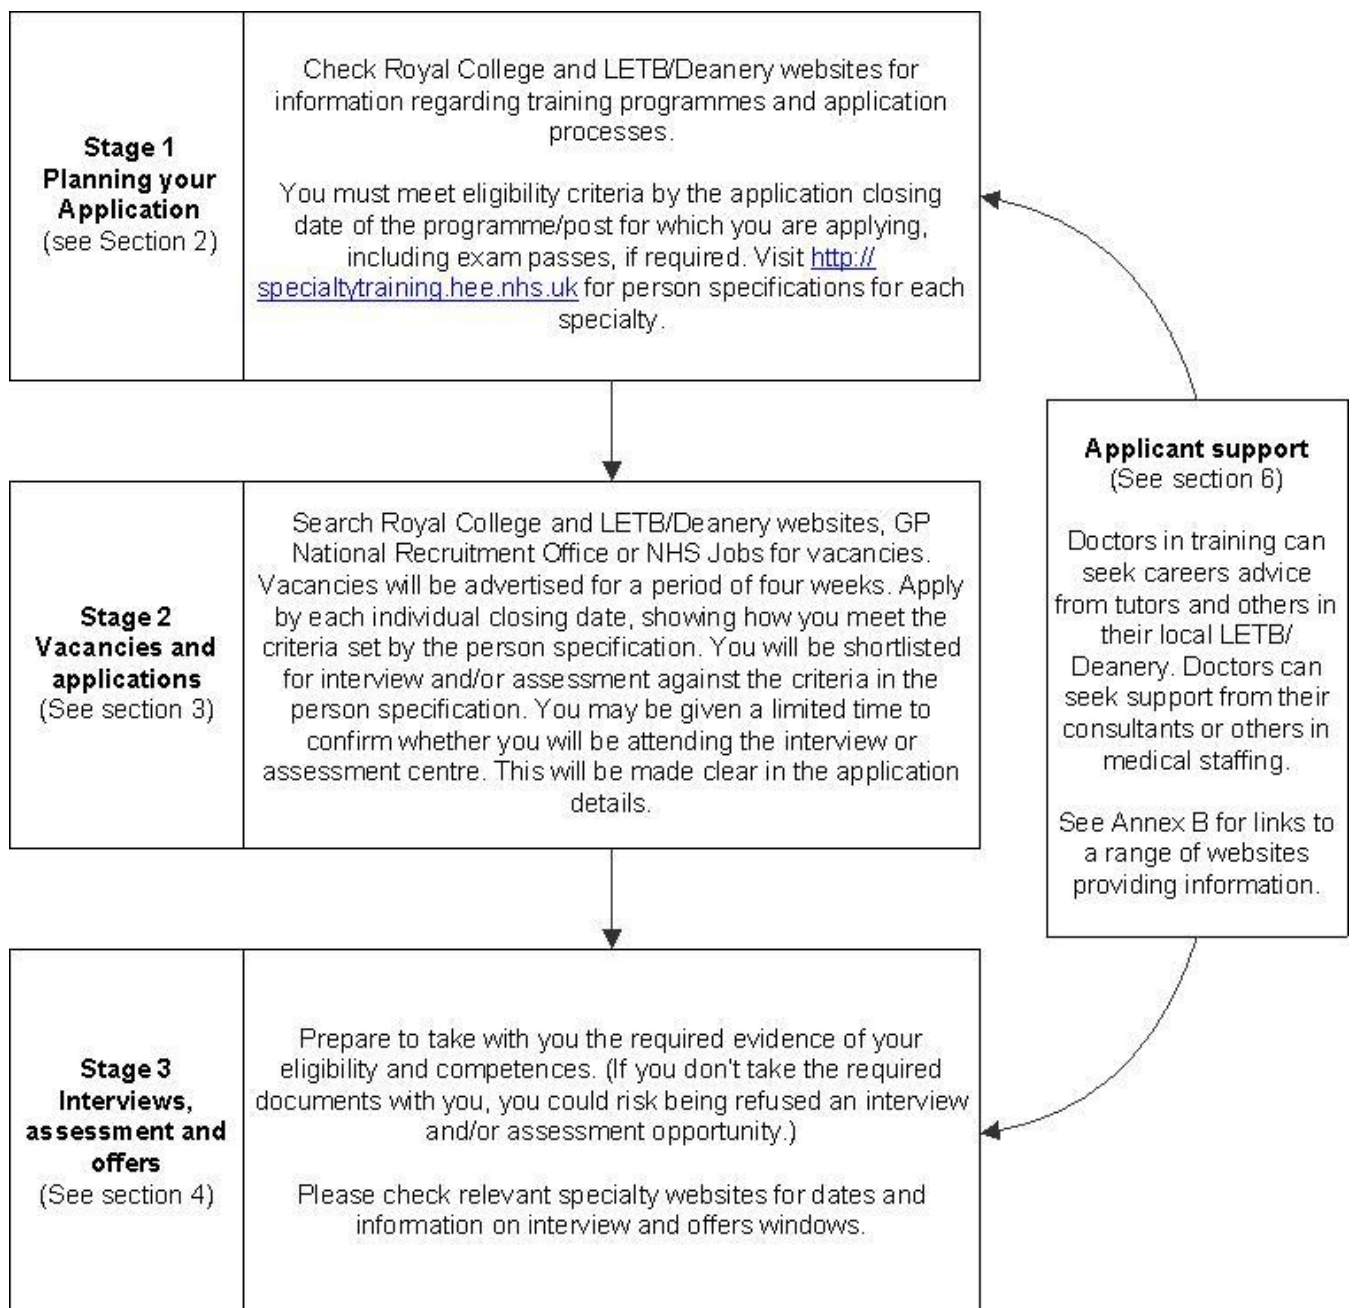 Stage 1
Planning your
Application
(see Section 2)
Check Royal College and LETB/Deanery websites for
information regarding training programmes and application
processes.
You must meet eligibility criteria by the application closing
date of the programme/post for which you are applying,
including exam passes, if required. Visit http://
specialtytraining.hee.nhs.uk for person specifications for each
specialty.
Stage 2
Vacancies and
applications
(See section 3)
Search Royal College and LETB/Deanery websites, GP
National Recruitment Office or NHS Jobs for vacancies.
Vacancies will be advertised for a period of four weeks. Apply
by each individual closing date, showing how you meet the
criteria set by the person specification. You will be shortlisted
for interview and/or assessment against the criteria in the
person specification. You may be given a limited time to
confirm whether you will be attending the interview or
assessment centre. This will be made clear in the application
details.
Stage 3
Interviews,
assessment and
offers
(See section 4)
Prepare to take with you the required evidence of your
eligibility and competences. (If you don't take the required
documents with you, you could risk being refused an interview
and/or assessment opportunity.)
Please check relevant specialty websites for dates and
information on interview and offers windows.
Applicant support
(See section 6)
Doctors in training can
seek careers advice
from tutors and others in
their local LETB/
Deanery. Doctors can
seek support from their
consultants or others in
medical staffing.
See Annex B for links to
a range of websites
providing information.